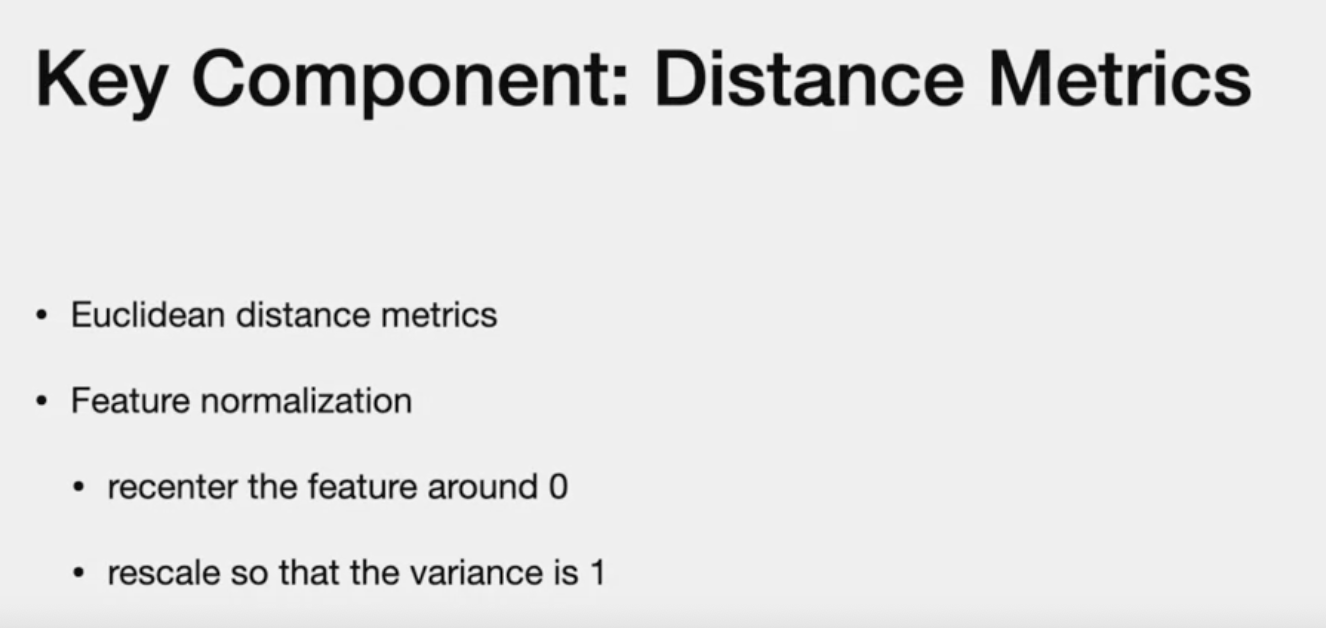 Key Component: Distance Metrics
• Euclidean distance metrics
• Feature normalization
• recenter the feature around 0
• rescale so that the variance is 1